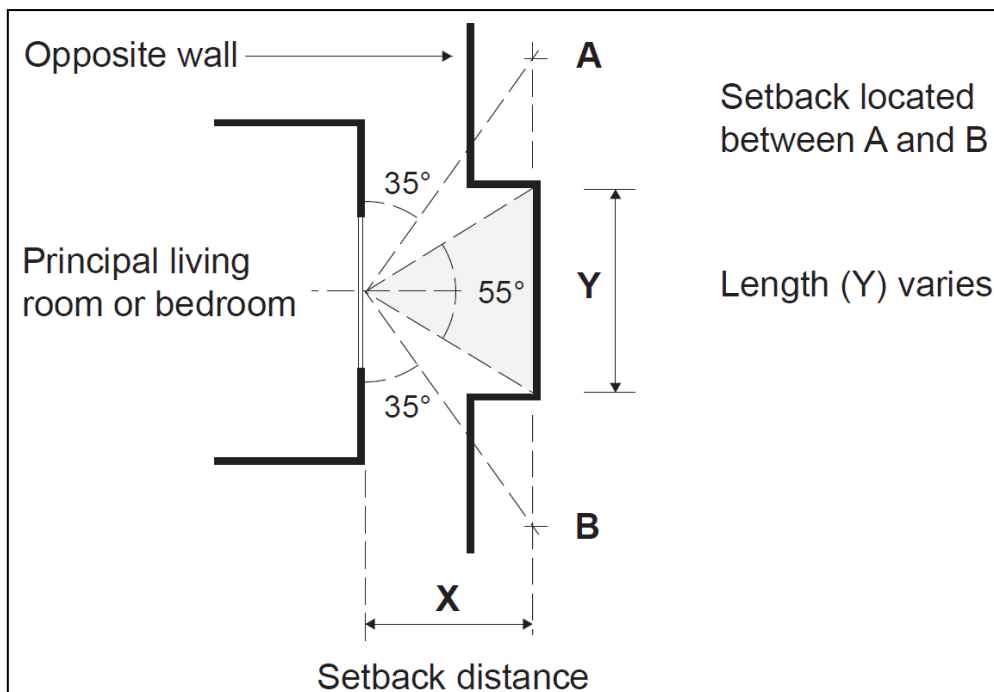 Opposite wall
A
Setback located
between A and B
35°
Principal living
room or bedroom
55°
Y
Length (Y) varies
35°
B
X
Setback distance